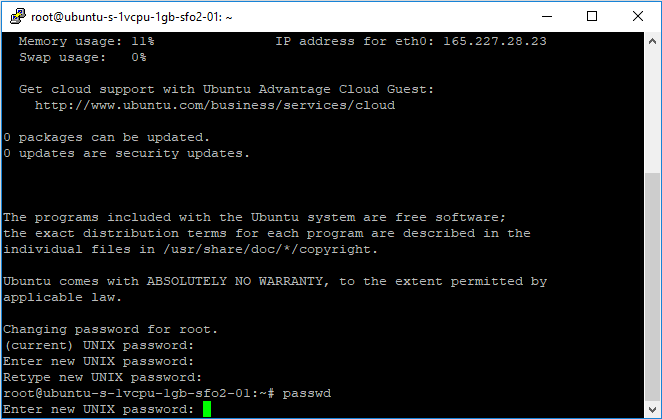 root@ubuntu-s-1vcpu-1gb-sfo2-01: ~
Memory usage: 11% IP address for eth0: 165.227.28.23
Swap usage: 0%
Get cloud support with Ubuntu Advantage Cloud Guest:
http://www.ubuntu.com/business/services/cloud
0 packages can be updated.
0 updates are security updates.
The programs included with the Ubuntu system are free software;
the exact distribution terms for each program are described in the
individual files in /usr/share/doc/*/copyright.
Ubuntu comes with ABSOLUTELY NO WARRANTY, to the extent permitted by
applicable law.
Changing password for root.
(current) UNIX password:
Enter new UNIX password:
Retype new UNIX password:
root@ubuntu-s-1vcpu-1gb-sfo2-01:~# passwd
Enter new UNIX password: